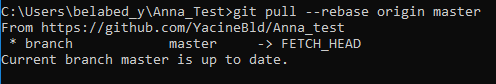 C:\Users\belabed_y\Anna_Test>git pull --rebase origin master
From https://github.com/YacineBld/Anna_test
 * branch            master     -> FETCH_HEAD
Current branch master is up to date.